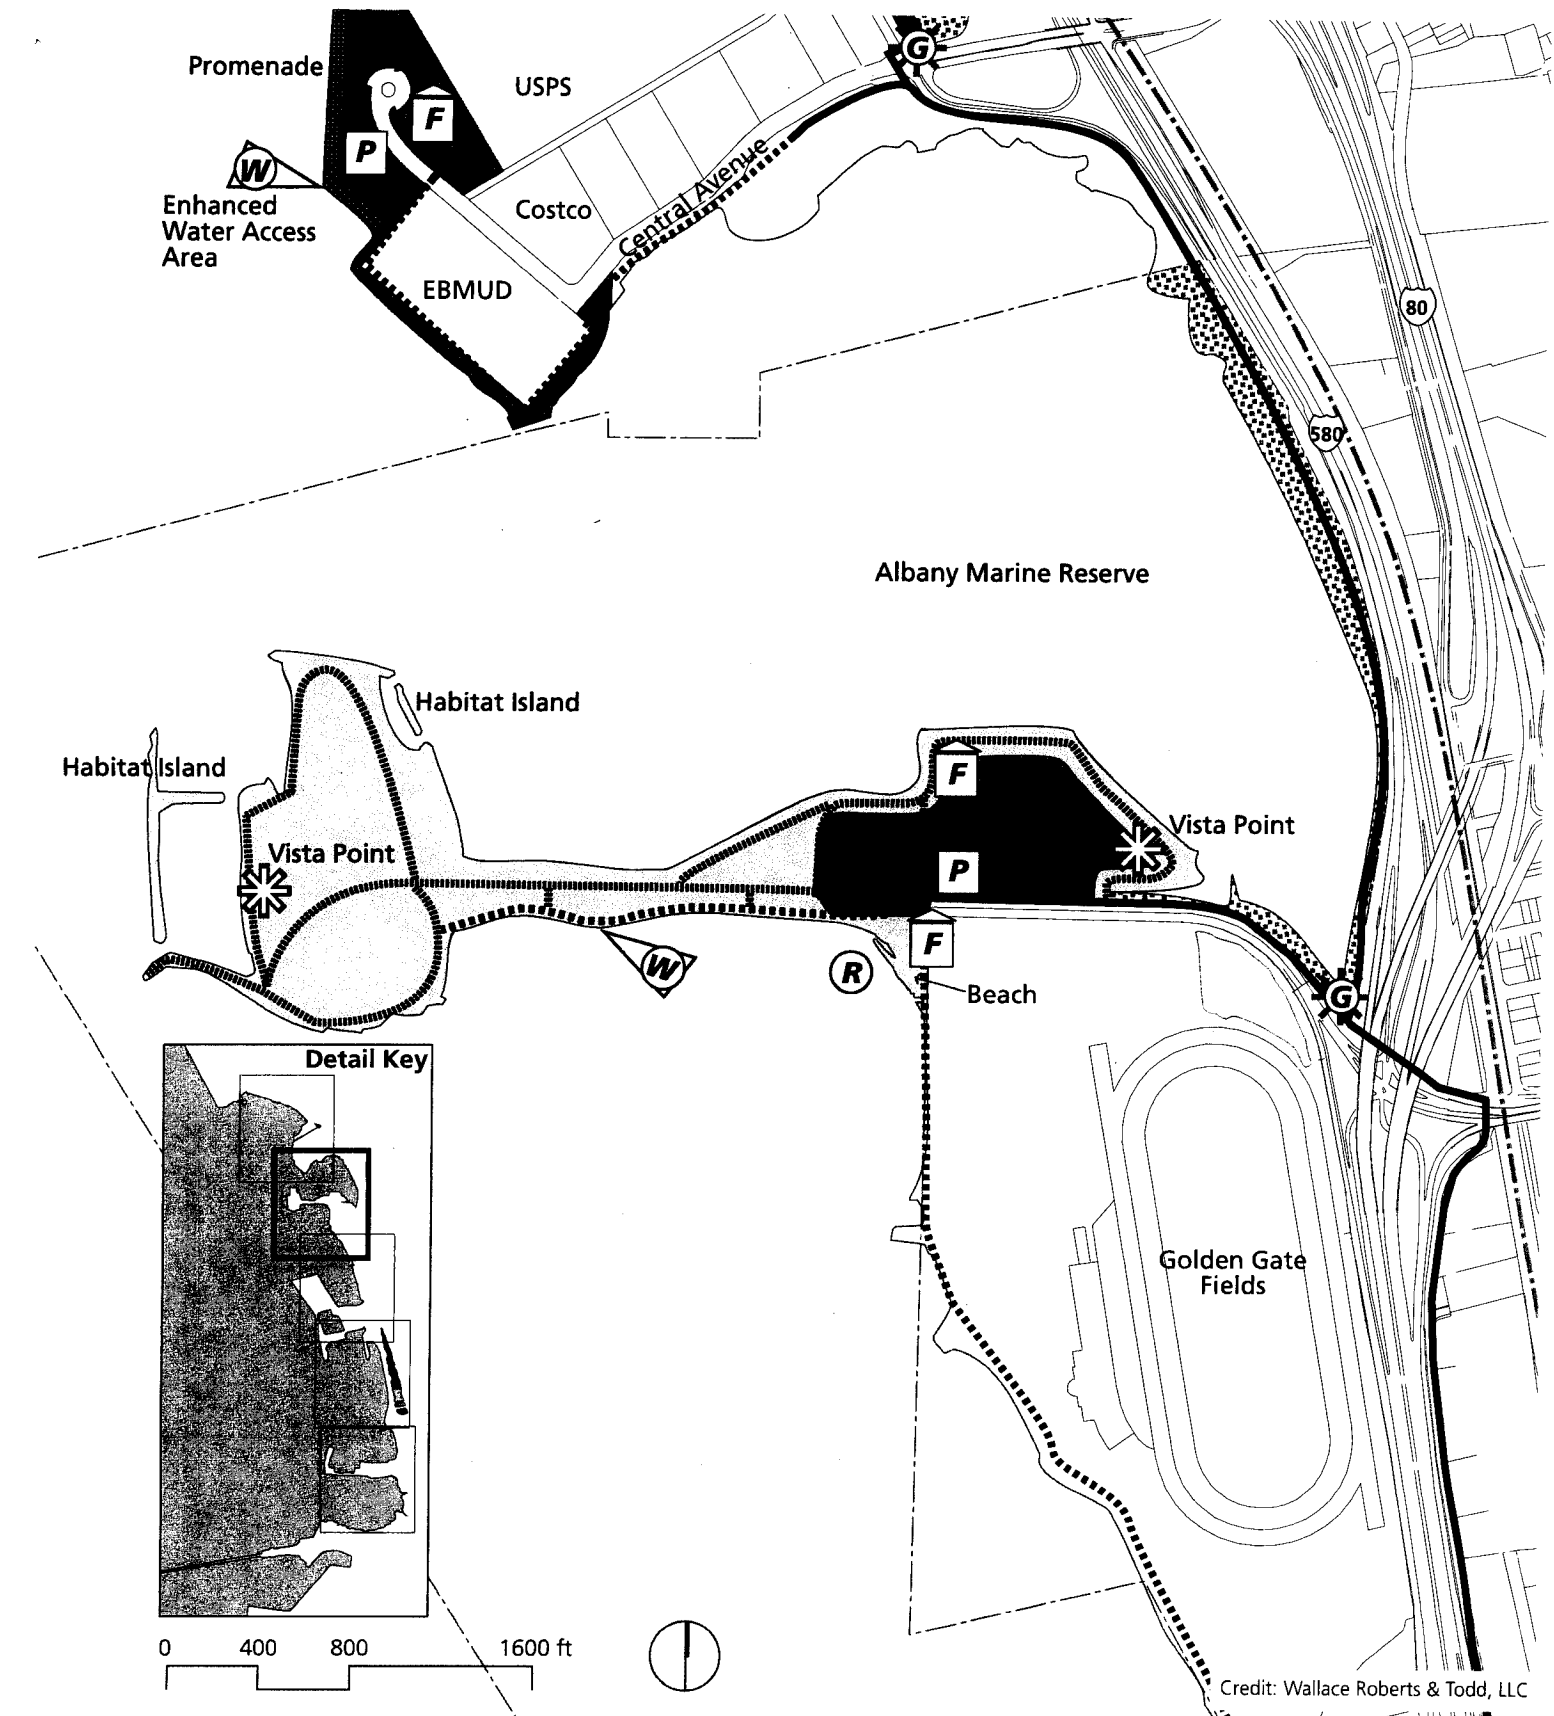 G
Promenade
USPS
F
P
W
Enhanced
Water Access
Area
Costco
Central Avenue
EBMUD
80
580
Albany Marine Reserve
Habitat Island
Habitat Island
F
Vista Point
Vista Point
P
F
W
R
Beach
G
Detail Key
Golden Gate
Fields
0 400 800 1600 ft
Credit: Wallace Roberts & Todd, LLC